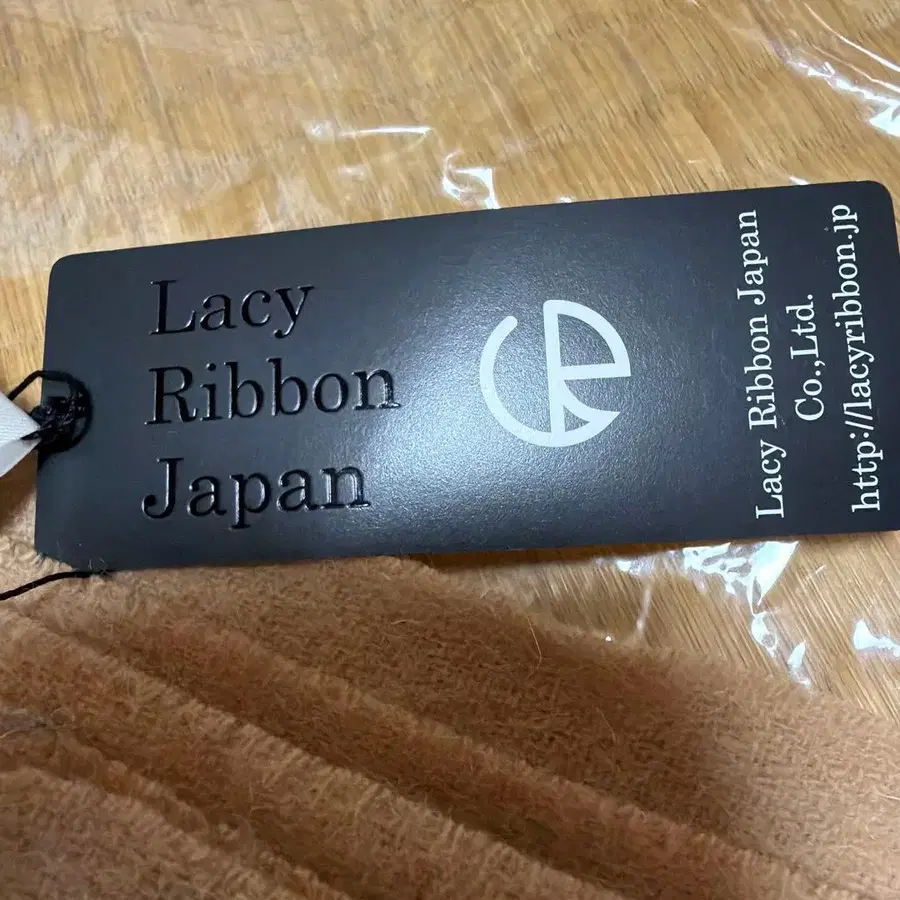 Lacy
Ribbon
Japan
Lacy Ribbon Japan
Co.,Ltd.
http://lacyribbon.jp